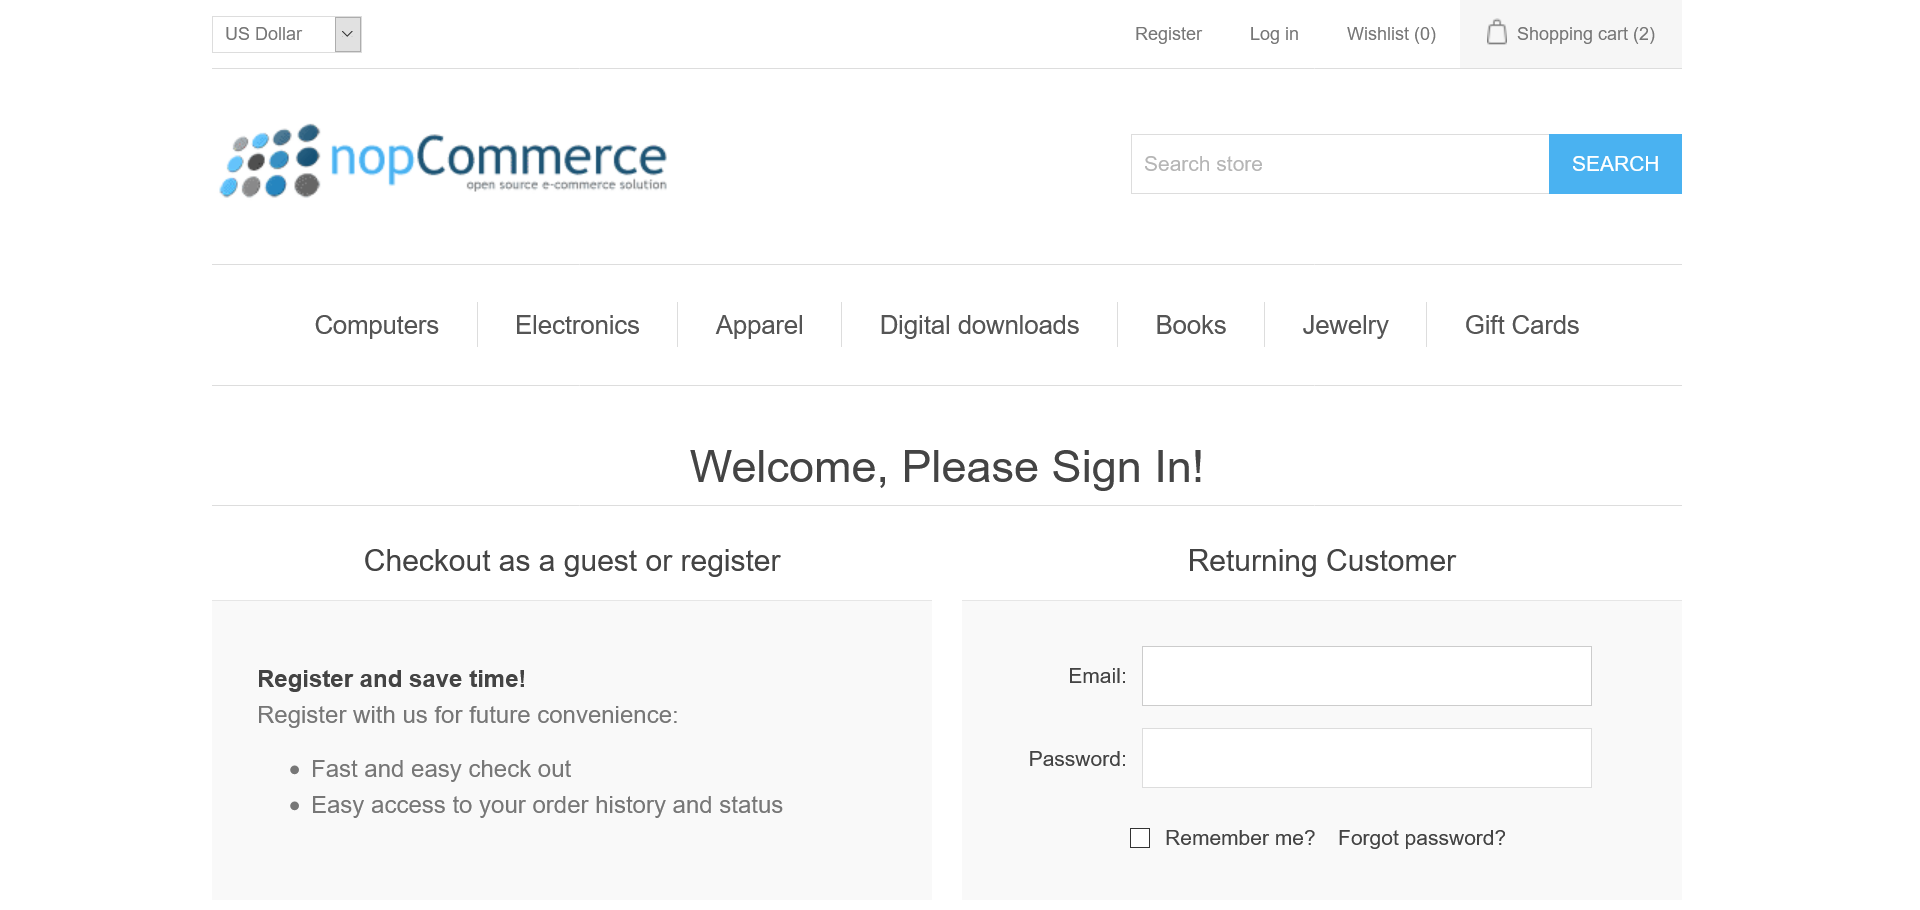 US Dollar
Register
Log in
Wishlist (0)
Shopping cart (2)
nopCommerce
open source e-commerce solution
Search store
SEARCH
Computers
Electronics
Apparel
Digital downloads
Books
Jewelry
Gift Cards
Welcome, Please Sign In!
Checkout as a guest or register
Register and save time!
Register with us for future convenience:
Fast and easy check out
Easy access to your order history and status
Returning Customer
Email:
Password:
Remember me?
Forgot password?